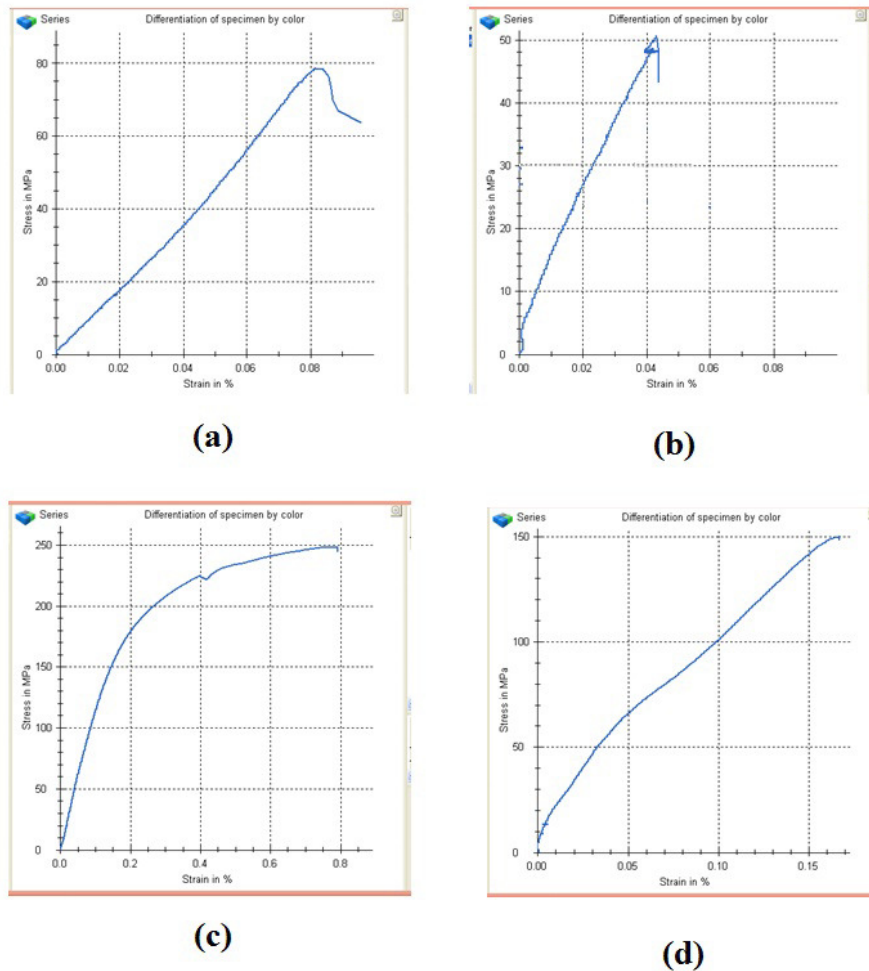 Series Differentiation of specimen by color
80
60
40
20
0
Stress in MPa
0.00 0.02 0.04 0.06 0.08
Strain in %
(a)
Series Differentiation of specimen by color
50
40
30
20
10
0
Stress in MPa
0.00 0.02 0.04 0.06 0.08
Strain in %
(b)
Series Differentiation of specimen by color
250
200
150
100
50
0
Stress in MPa
0.0 0.2 0.4 0.6 0.8
Strain in %
(c)
Series Differentiation of specimen by color
150
100
50
0
Stress in MPa
0.00 0.05 0.10 0.15
Strain in %
(d)